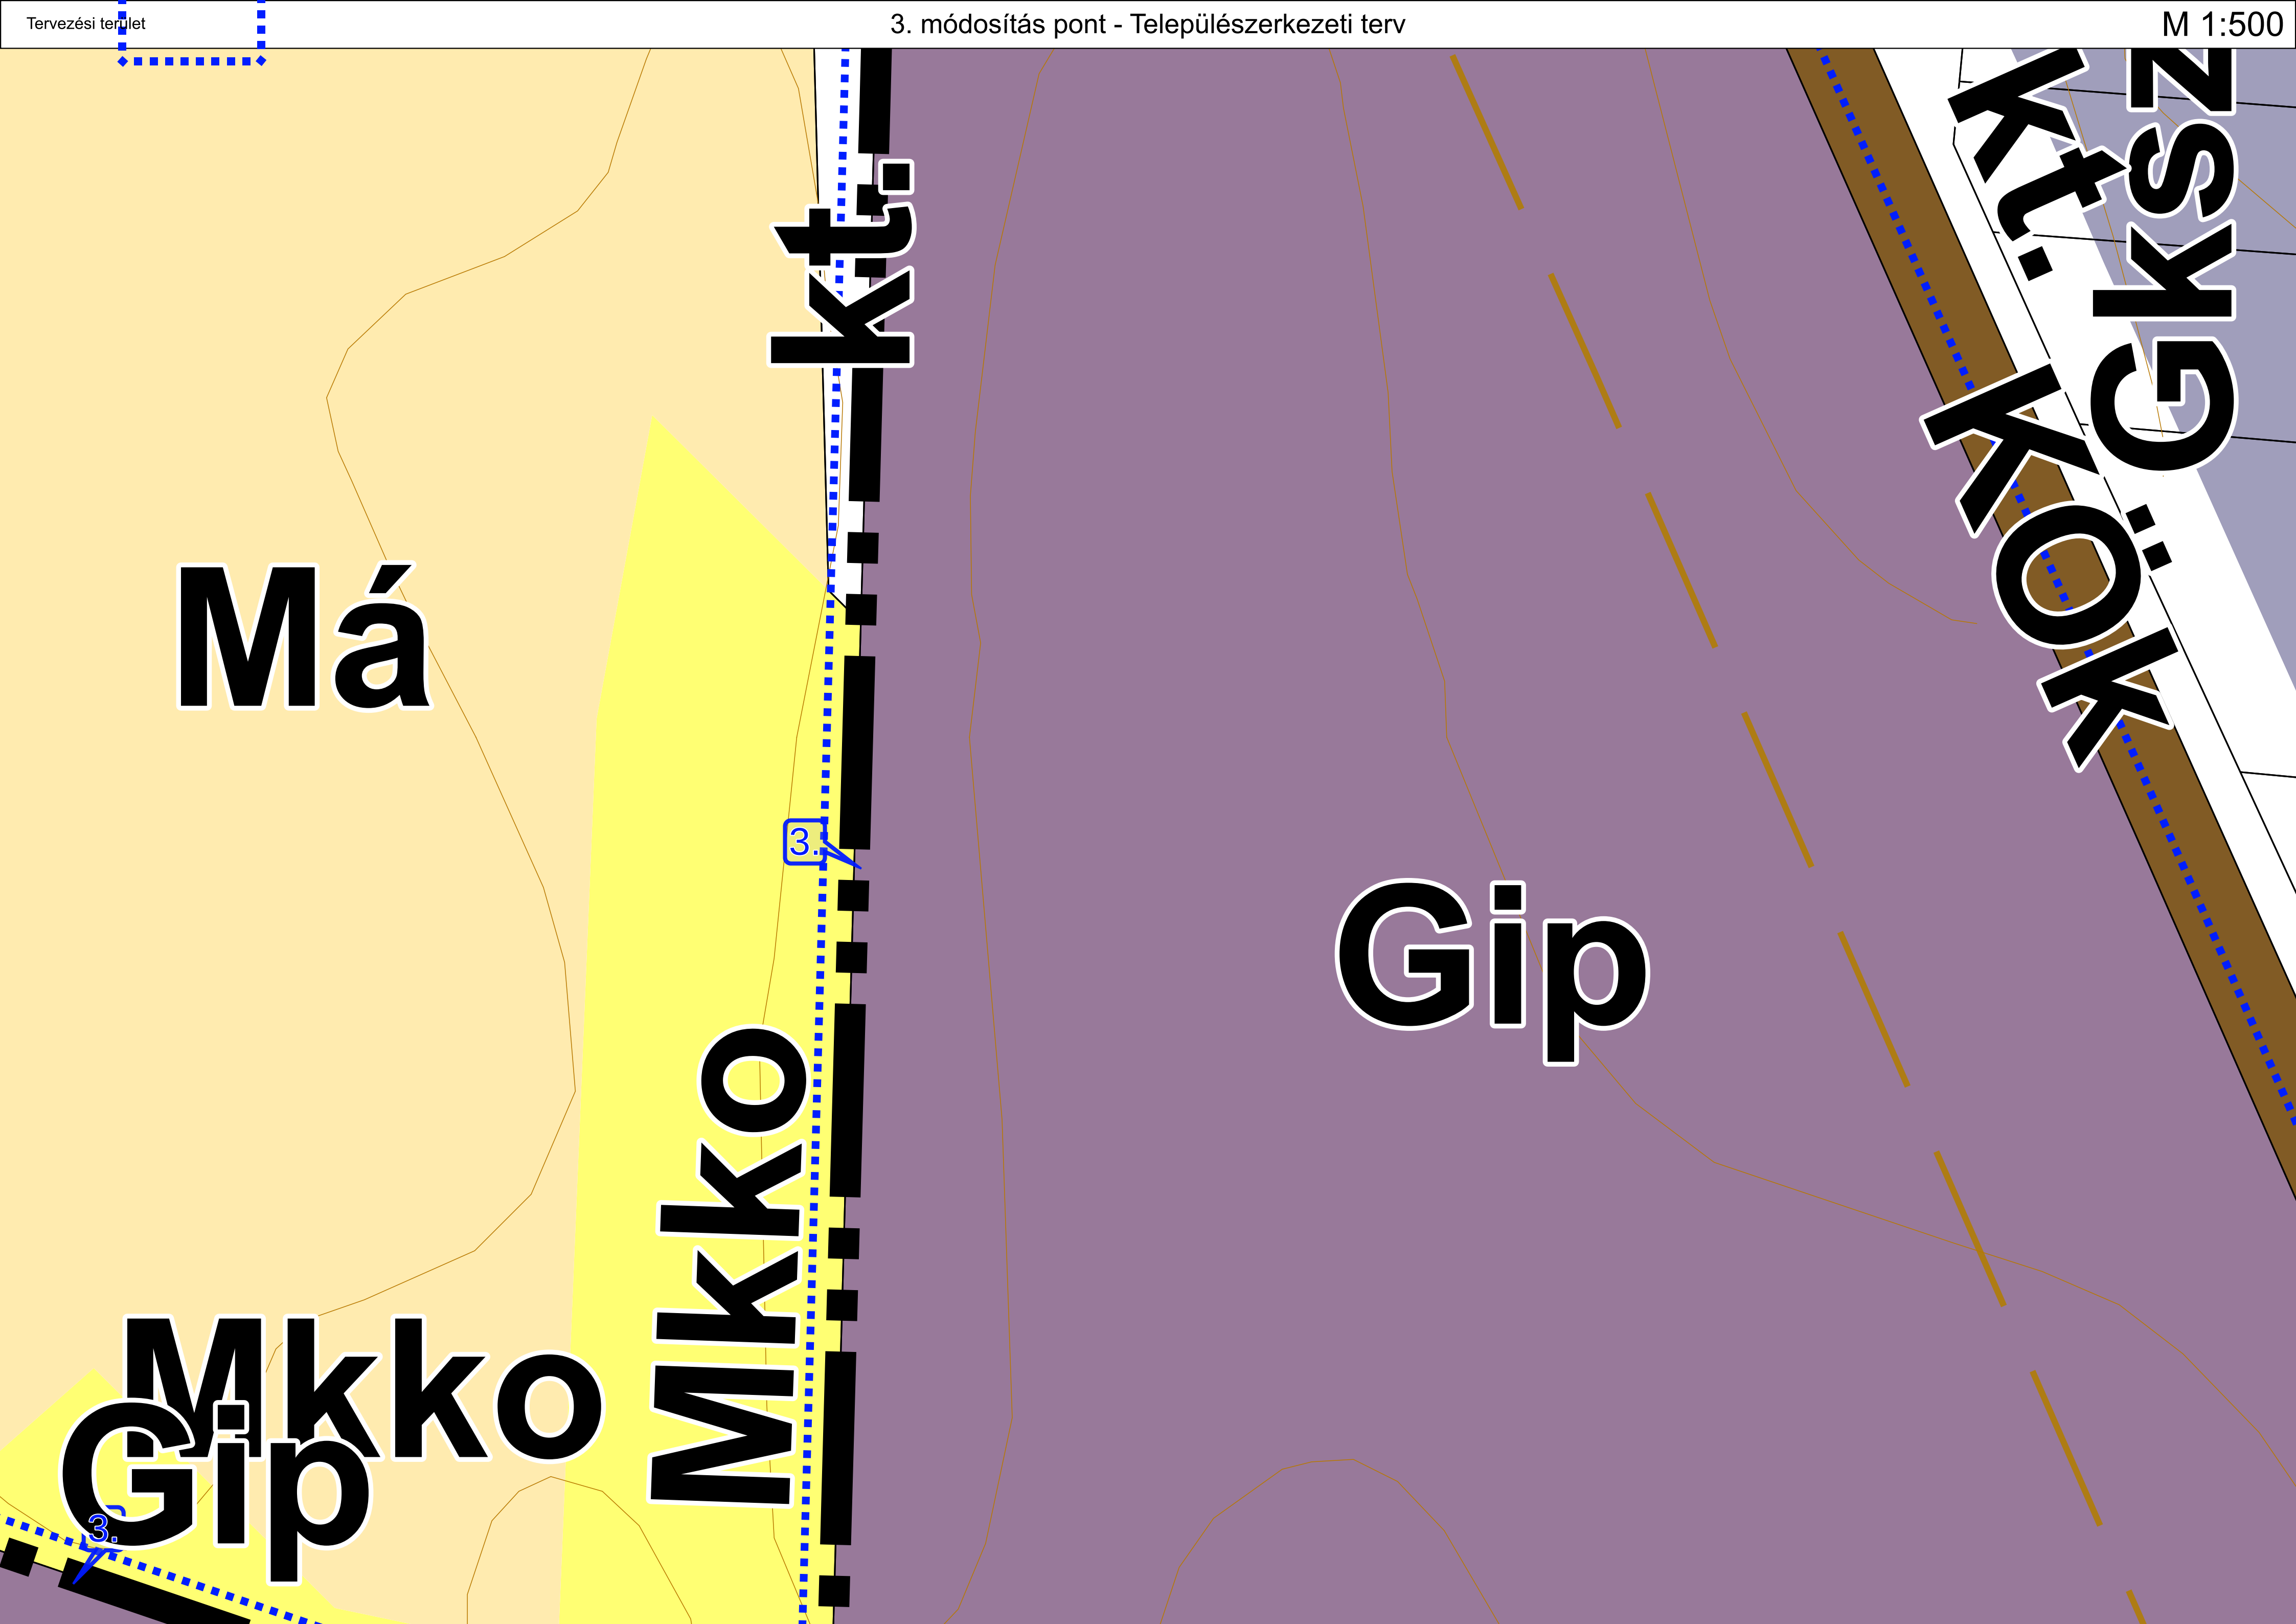 Tervezési terület
3. módosítás pont - Települészerkezeti terv
M 1:500
kt.
kt.
Gksz
Kök
Má
3.
Gip
Mkko
Mkko
Gip
3.